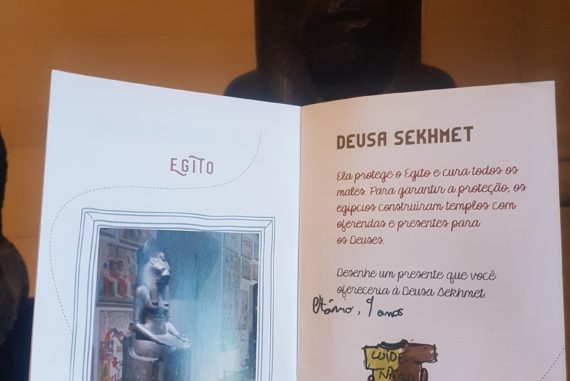 EGITO
DEUSA SEKHMET
Ela protege o Egito e cura todos os
males. Para garantir a proteção, os
egípcios construíram templos com
oferendas e presentes para
os Deuses.
Desenhe um presente que você
ofereceria à Deusa Sekhmet.
9 anos
CUIDE